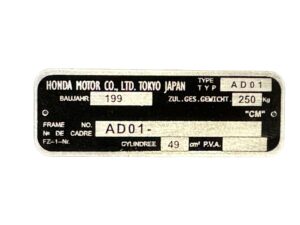 HONDA MOTOR CO., LTD. TOKYO JAPAN TYPE TYP AD01
BAUJAHR 199 ZUL.GES.GEWICHT. 250 Kg
"CM"
FRAME NO. № DE CADRE FZ-1-Nr. AD01-
CYLINDREE 49 cm³ P.V.A.